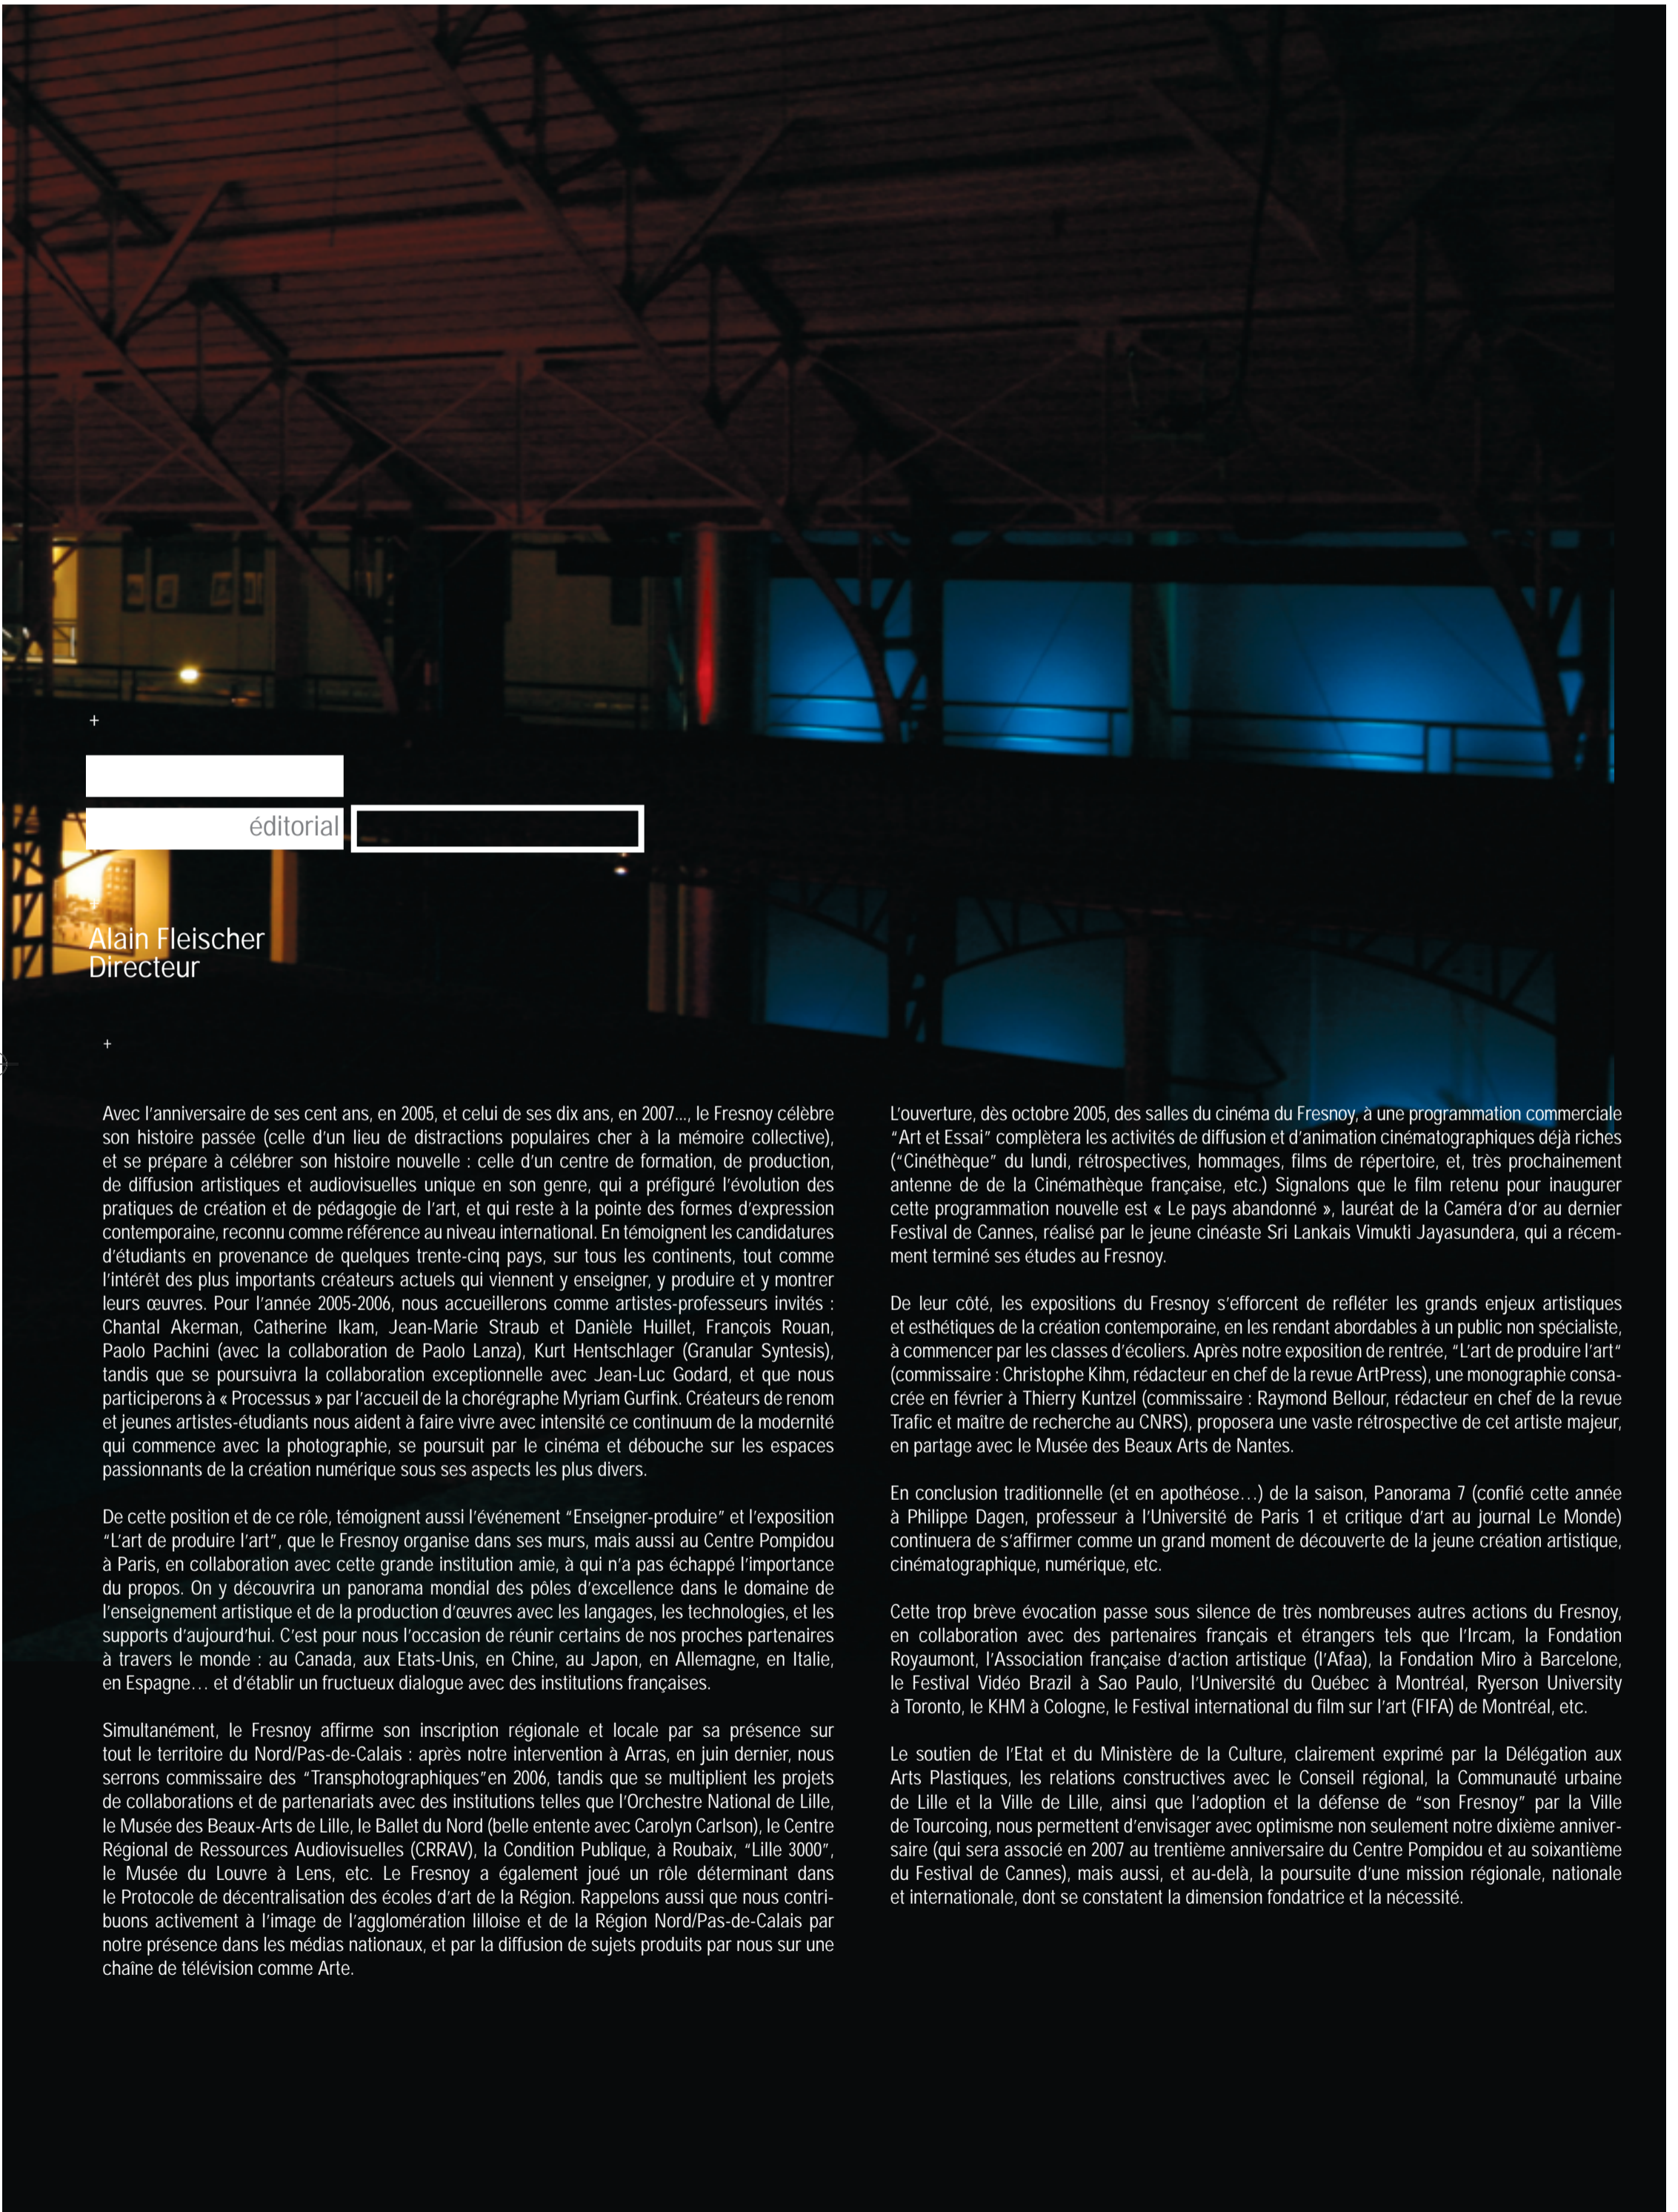 éditorial
Alain Fleischer
Directeur
Avec l'anniversaire de ses cent ans, en 2005, et celui de ses dix ans, en 2007..., le Fresnoy célèbre
son histoire passée (celle d'un lieu de distractions populaires cher à la mémoire collective),
et se prépare à célébrer son histoire nouvelle : celle d'un centre de formation, de production,
de diffusion artistiques et audiovisuelles unique en son genre, qui a préfiguré l'évolution des
pratiques de création et de pédagogie de l'art, et qui reste à la pointe des formes d'expression
contemporaine, reconnu comme référence au niveau international. En témoignent les candidatures
d'étudiants en provenance de quelques trente-cinq pays, sur tous les continents, tout comme
l'intérêt des plus importants créateurs actuels qui viennent y enseigner, y produire et y montrer
leurs œuvres. Pour l'année 2005-2006, nous accueillerons comme artistes-professeurs invités :
Chantal Akerman, Catherine Ikam, Jean-Marie Straub et Danièle Huillet, François Rouan,
Paolo Pachini (avec la collaboration de Paolo Lanza), Kurt Hentschlager (Granular Syntesis),
tandis que se poursuivra la collaboration exceptionnelle avec Jean-Luc Godard, et que nous
participerons à « Processus » par l'accueil de la chorégraphe Myriam Gurfink. Créateurs de renom
et jeunes artistes-étudiants nous aident à faire vivre avec intensité ce continuum de la modernité
qui commence avec la photographie, se poursuit par le cinéma et débouche sur les espaces
passionnants de la création numérique sous ses aspects les plus divers.
De cette position et de ce rôle, témoignent aussi l'événement "Enseigner-produire" et l'exposition
"L'art de produire l'art", que le Fresnoy organise dans ses murs, mais aussi au Centre Pompidou
à Paris, en collaboration avec cette grande institution amie, à qui n'a pas échappé l'importance
du propos. On y découvrira un panorama mondial des pôles d'excellence dans le domaine de
l'enseignement artistique et de la production d'œuvres avec les langages, les technologies, et les
supports d'aujourd'hui. C'est pour nous l'occasion de réunir certains de nos proches partenaires
à travers le monde : au Canada, aux Etats-Unis, en Chine, au Japon, en Allemagne, en Italie,
en Espagne… et d'établir un fructueux dialogue avec des institutions françaises.
Simultanément, le Fresnoy affirme son inscription régionale et locale par sa présence sur
tout le territoire du Nord/Pas-de-Calais : après notre intervention à Arras, en juin dernier, nous
serrons commissaire des "Transphotographiques"en 2006, tandis que se multiplient les projets
de collaborations et de partenariats avec des institutions telles que l'Orchestre National de Lille,
le Musée des Beaux-Arts de Lille, le Ballet du Nord (belle entente avec Carolyn Carlson), le Centre
Régional de Ressources Audiovisuelles (CRRAV), la Condition Publique, à Roubaix, "Lille 3000",
le Musée du Louvre à Lens, etc. Le Fresnoy a également joué un rôle déterminant dans
le Protocole de décentralisation des écoles d'art de la Région. Rappelons aussi que nous contri-
buons activement à l'image de l'agglomération lilloise et de la Région Nord/Pas-de-Calais par
notre présence dans les médias nationaux, et par la diffusion de sujets produits par nous sur une
chaîne de télévision comme Arte.
L'ouverture, dès octobre 2005, des salles du cinéma du Fresnoy, à une programmation commerciale
"Art et Essai" complètera les activités de diffusion et d'animation cinématographiques déjà riches
("Cinéthèque" du lundi, rétrospectives, hommages, films de répertoire, et, très prochainement
antenne de de la Cinémathèque française, etc.) Signalons que le film retenu pour inaugurer
cette programmation nouvelle est « Le pays abandonné », lauréat de la Caméra d'or au dernier
Festival de Cannes, réalisé par le jeune cinéaste Sri Lankais Vimukti Jayasundera, qui a récem-
ment terminé ses études au Fresnoy.
De leur côté, les expositions du Fresnoy s'efforcent de refléter les grands enjeux artistiques
et esthétiques de la création contemporaine, en les rendant abordables à un public non spécialiste,
à commencer par les classes d'écoliers. Après notre exposition de rentrée, "L'art de produire l'art"
(commissaire : Christophe Kihm, rédacteur en chef de la revue ArtPress), une monographie consa-
crée en février à Thierry Kuntzel (commissaire : Raymond Bellour, rédacteur en chef de la revue
Trafic et maître de recherche au CNRS), proposera une vaste rétrospective de cet artiste majeur,
en partage avec le Musée des Beaux Arts de Nantes.
En conclusion traditionnelle (et en apothéose…) de la saison, Panorama 7 (confié cette année
à Philippe Dagen, professeur à l'Université de Paris 1 et critique d'art au journal Le Monde)
continuera de s'affirmer comme un grand moment de découverte de la jeune création artistique,
cinématographique, numérique, etc.
Cette trop brève évocation passe sous silence de très nombreuses autres actions du Fresnoy,
en collaboration avec des partenaires français et étrangers tels que l'Ircam, la Fondation
Royaumont, l'Association française d'action artistique (l'Afaa), la Fondation Miro à Barcelone,
le Festival Vidéo Brazil à Sao Paulo, l'Université du Québec à Montréal, Ryerson University
à Toronto, le KHM à Cologne, le Festival international du film sur l'art (FIFA) de Montréal, etc.
Le soutien de l'Etat et du Ministère de la Culture, clairement exprimé par la Délégation aux
Arts Plastiques, les relations constructives avec le Conseil régional, la Communauté urbaine
de Lille et la Ville de Lille, ainsi que l'adoption et la défense de "son Fresnoy" par la Ville
de Tourcoing, nous permettent d'envisager avec optimisme non seulement notre dixième anniver-
saire (qui sera associé en 2007 au trentième anniversaire du Centre Pompidou et au soixantième
du Festival de Cannes), mais aussi, et au-delà, la poursuite d'une mission régionale, nationale
et internationale, dont se constatent la dimension fondatrice et la nécessité.